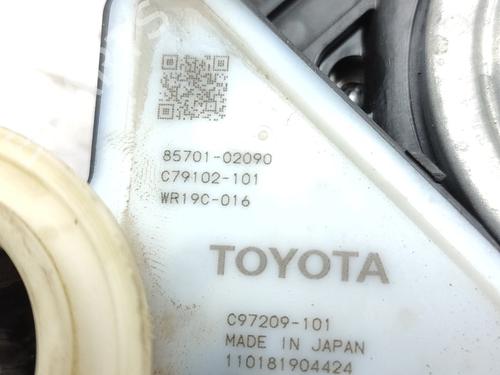 85701-02090
C79102-101
WR19C-016
TOYOTA
C97209-101
MADE IN JAPAN
110181904424